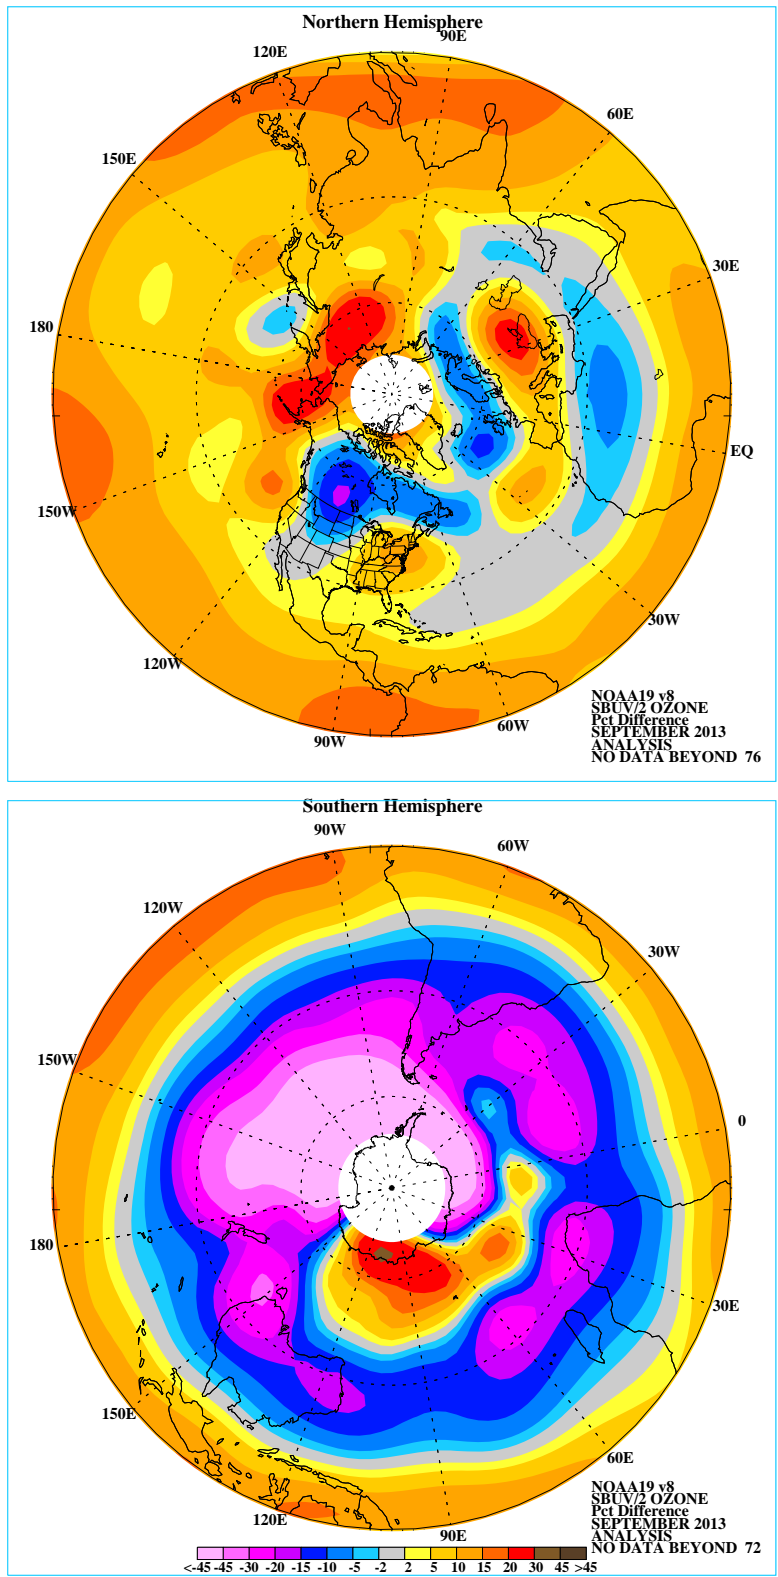 Northern Hemisphere
90E
120E
60E
150E
30E
180
EQ
150W
30W
120W
60W
90W
NOAA19 v8
SBUV/2 OZONE
Pct Difference
SEPTEMBER 2013
ANALYSIS
NO DATA BEYOND 76
Southern Hemisphere
90W
60W
120W
30W
150W
0
180
30E
150E
60E
120E
90E
NOAA19 v8
SBUV/2 OZONE
Pct Difference
SEPTEMBER 2013
ANALYSIS
NO DATA BEYOND 72
<-45 -45 -30 -20 -15 -10 -5 -2 2 5 10 15 20 30 45 >45